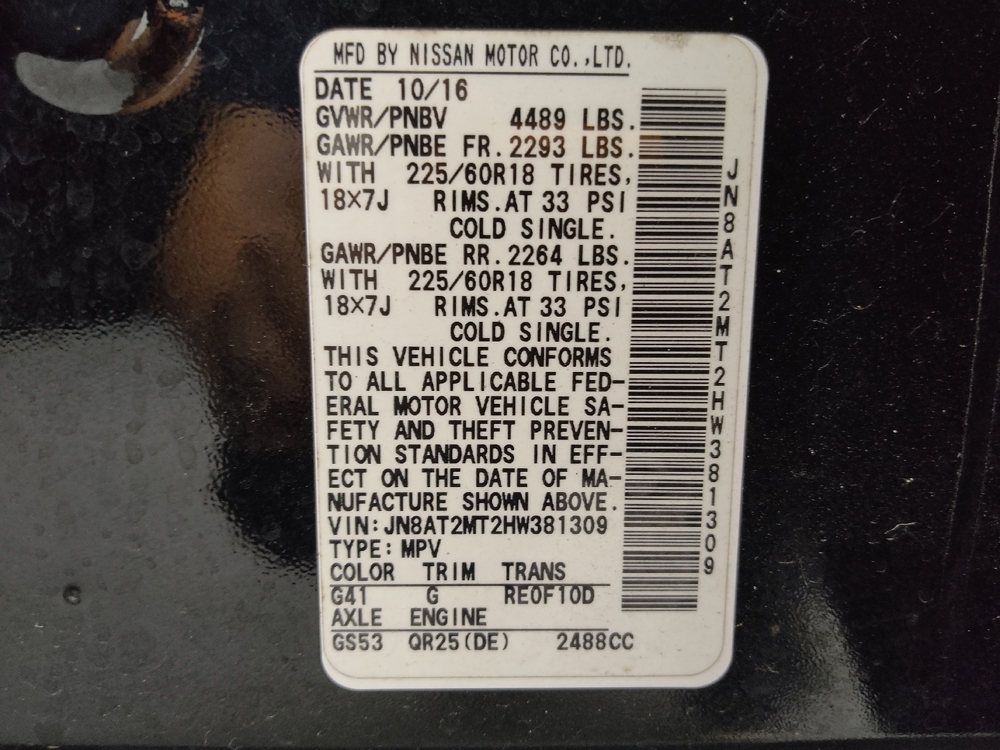 MFD BY NISSAN MOTOR CO.,LTD.
DATE 10/16
GVWR/PNBV 4489 LBS.
GAWR/PNBE FR. 2293 LBS.
WITH 225/60R18 TIRES,
18×7J RIMS. AT 33 PSI
COLD SINGLE.
GAWR/PNBE RR. 2264 LBS.
WITH 225/60R18 TIRES,
18×7J RIMS. AT 33 PSI
COLD SINGLE.
THIS VEHICLE CONFORMS
TO ALL APPLICABLE FED-
ERAL MOTOR VEHICLE SA-
FETY AND THEFT PREVEN-
TION STANDARDS IN EFF-
ECT ON THE DATE OF MA-
NUFACTURE SHOWN ABOVE.
VIN: JN8AT2MT2HW381309
TYPE: MPV
COLOR TRIM TRANS
G41 G RE0F10D
AXLE ENGINE
GS53 QR25(DE) 2488CC
JN8AT2MT2HW381309